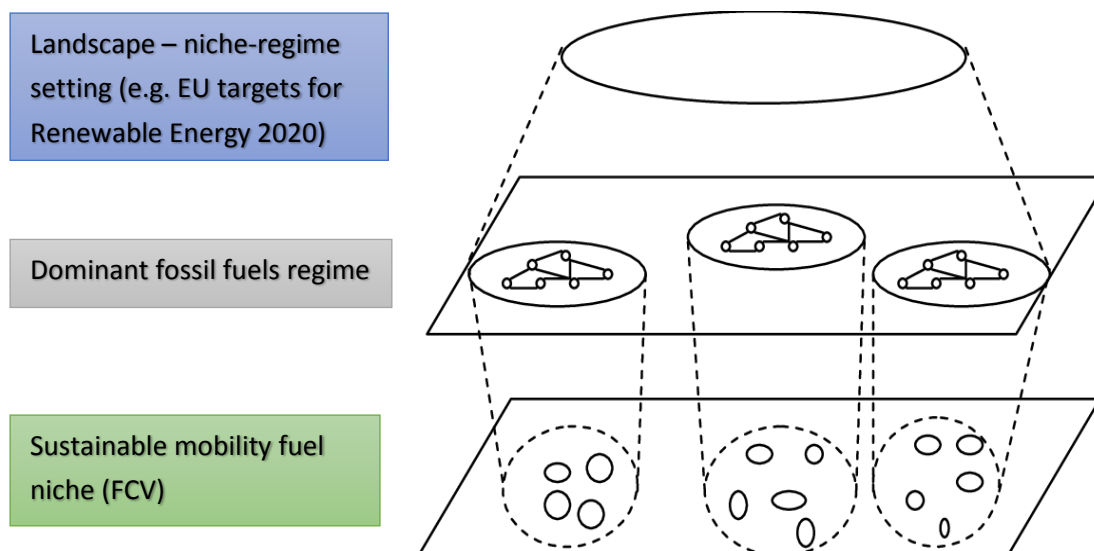 Landscape – niche-regime
setting (e.g. EU targets for
Renewable Energy 2020)
Dominant fossil fuels regime
Sustainable mobility fuel
niche (FCV)